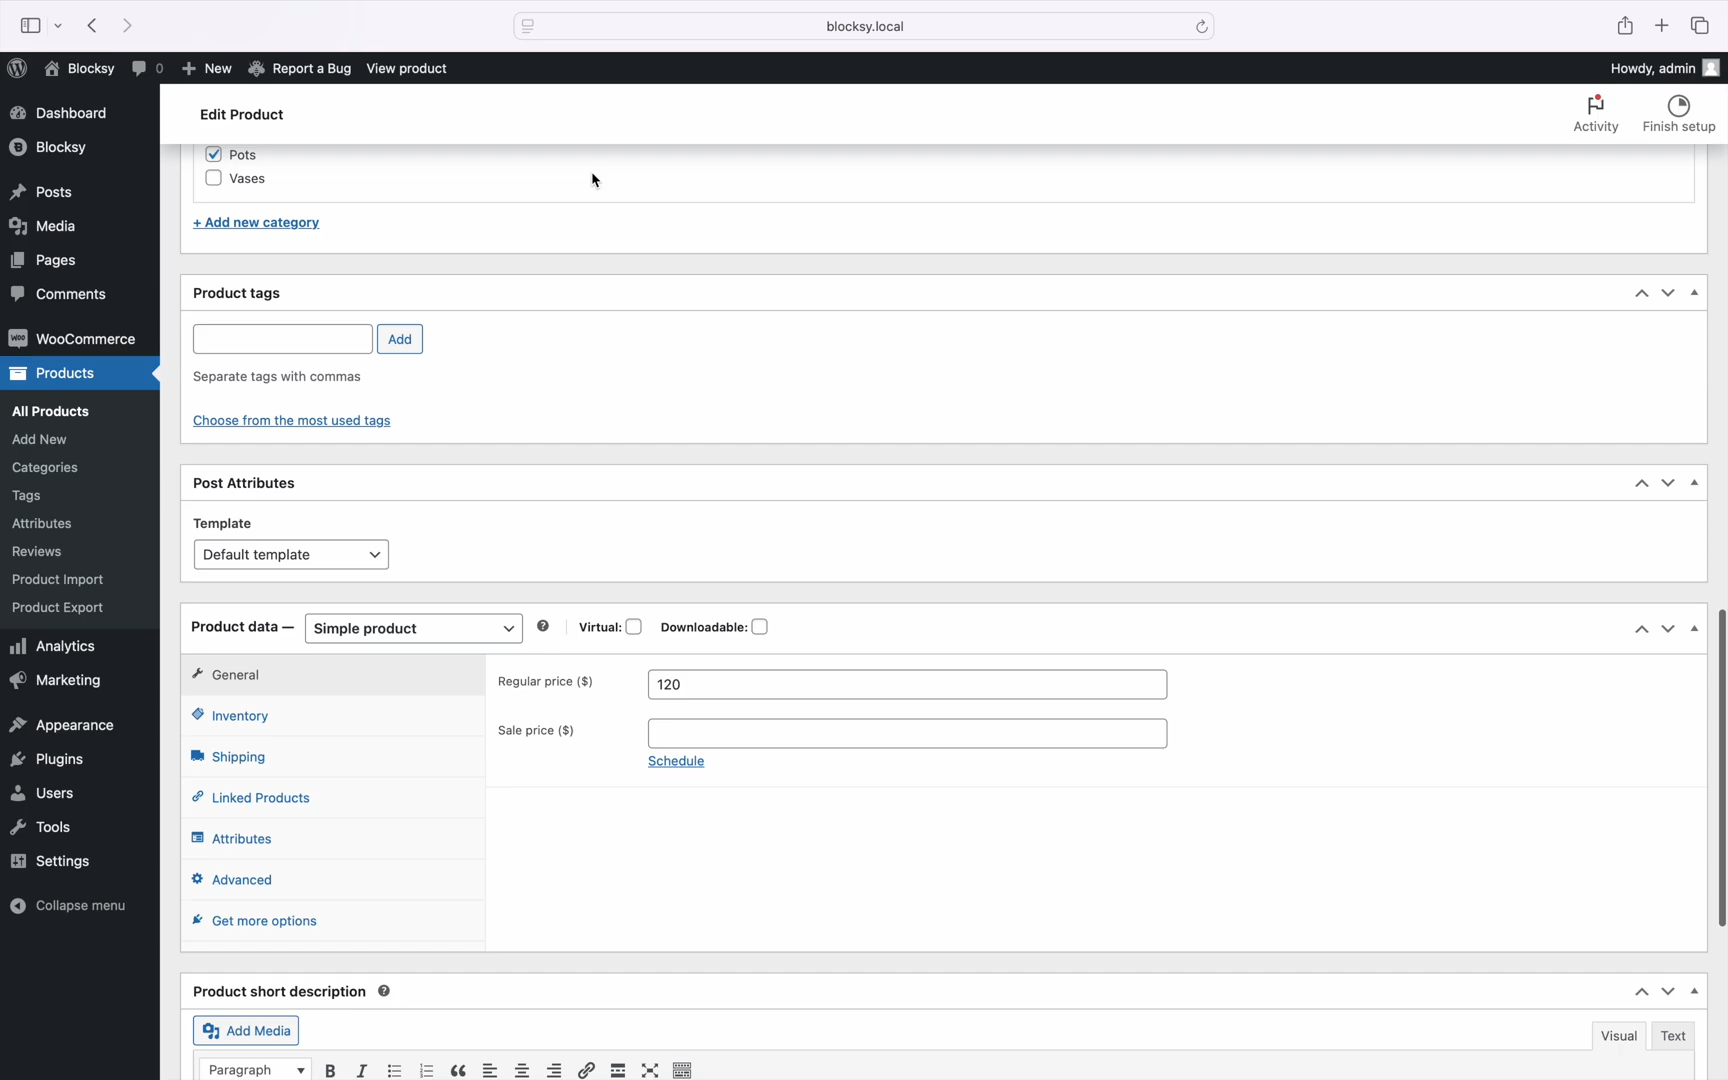 blocksy.local
Blocksy 0 New Report a Bug View product Howdy, admin
Dashboard
Blocksy
Posts
Media
Pages
Comments
WooCommerce
Products
All Products
Add New
Categories
Tags
Attributes
Reviews
Product Import
Product Export
Analytics
Marketing
Appearance
Plugins
Users
Tools
Settings
Collapse menu
Edit Product
Activity
Finish setup
Pots
Vases
+ Add new category
Product tags
Add
Separate tags with commas
Choose from the most used tags
Post Attributes
Template
Default template
Product data — Simple product Virtual: Downloadable:
General
Inventory
Shipping
Linked Products
Attributes
Advanced
Get more options
Regular price ($) 120
Sale price ($)
Schedule
Product short description
Add Media
Visual Text
Paragraph